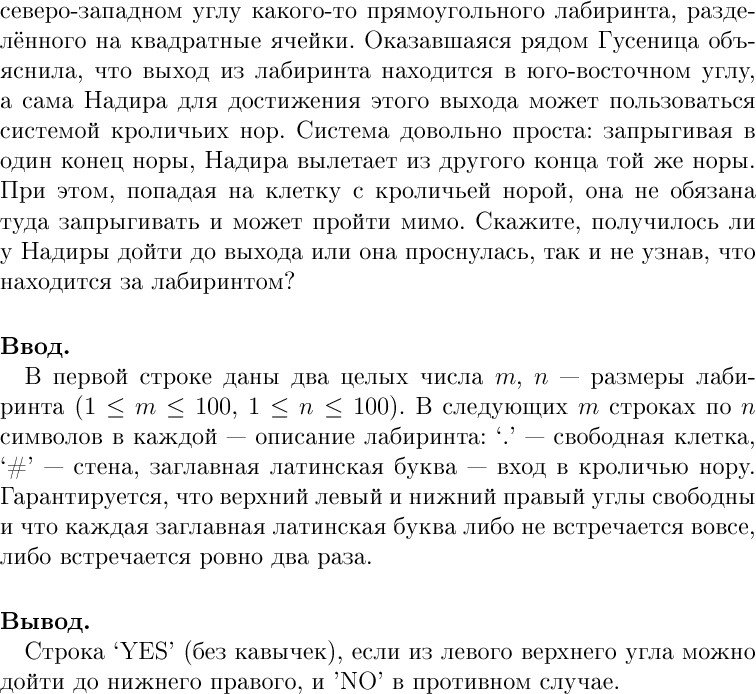 северо-западном углу какого-то прямоугольного лабиринта, разде-
лённого на квадратные ячейки. Оказавшаяся рядом Гусеница объ-
яснила, что выход из лабиринта находится в юго-восточном углу,
а сама Надира для достижения этого выхода может пользоваться
системой кроличьих нор. Система довольно проста: запрыгивая в
один конец норы, Надира вылетает из другого конца той же норы.
При этом, попадая на клетку с кроличьей норой, она не обязана
туда запрыгивать и может пройти мимо. Скажите, получилось ли
у Надиры дойти до выхода или она проснулась, так и не узнав, что
находится за лабиринтом?
Ввод.
В первой строке даны два целых числа m, n — размеры лаби-
ринта (1 ≤ m ≤ 100, 1 ≤ n ≤ 100). В следующих m строках по n
символов в каждой — описание лабиринта: ‘.’ — свободная клетка,
‘#’ — стена, заглавная латинская буква — вход в кроличью нору.
Гарантируется, что верхний левый и нижний правый углы свободны
и что каждая заглавная латинская буква либо не встречается вовсе,
либо встречается ровно два раза.
Вывод.
Строка ‘YES’ (без кавычек), если из левого верхнего угла можно
дойти до нижнего правого, и ’NO’ в противном случае.